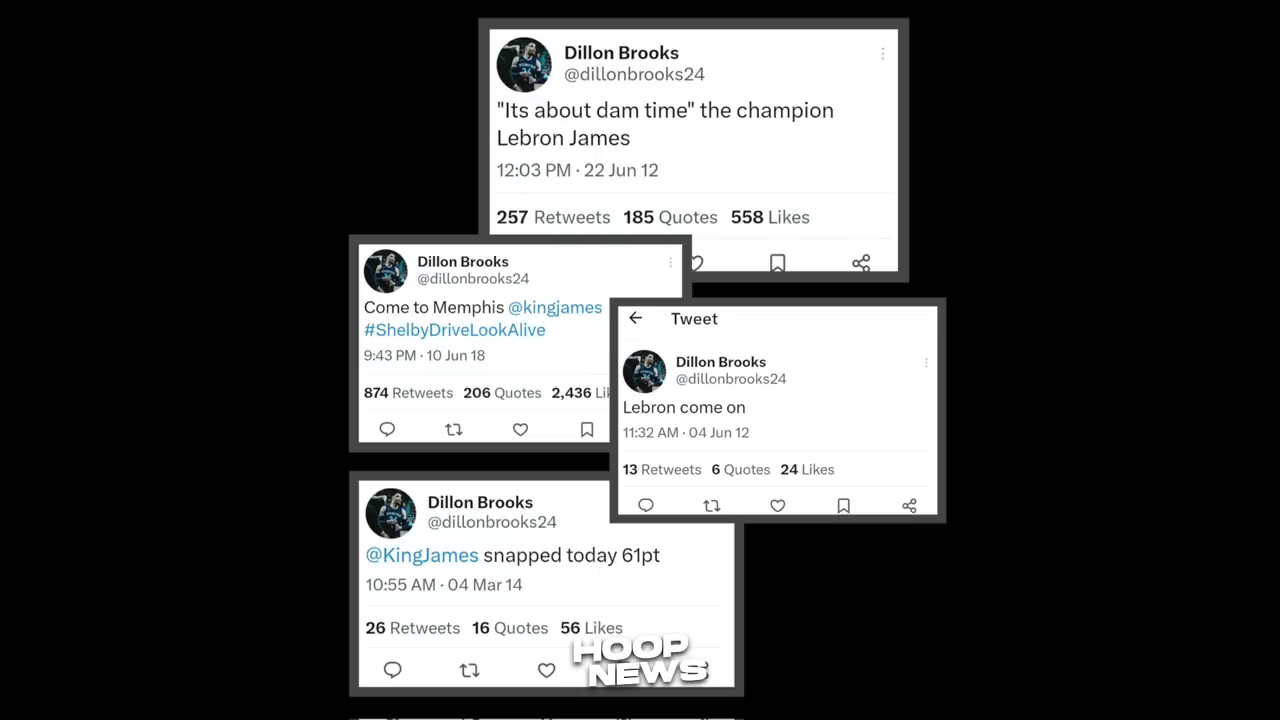 Dillon Brooks
@dillonbrooks24
"Its about dam time" the champion
Lebron James
12:03 PM · 22 Jun 12
257 Retweets 185 Quotes 558 Likes
Dillon Brooks
@dillonbrooks24
Come to Memphis @kingjames
#ShelbyDriveLookAlive
9:43 PM · 10 Jun 18
874 Retweets 206 Quotes 2,436
Tweet
Dillon Brooks
@dillonbrooks24
Lebron come on
11:32 AM · 04 Jun 12
13 Retweets 6 Quotes 24 Likes
Dillon Brooks
@dillonbrooks24
@KingJames snapped today 61pt
10:55 AM · 04 Mar 14
26 Retweets 16 Quotes 56 Likes
HOOP
NEWS